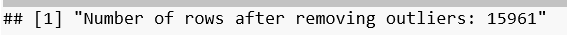 ## [1] "Number of rows after removing outliers: 15961"